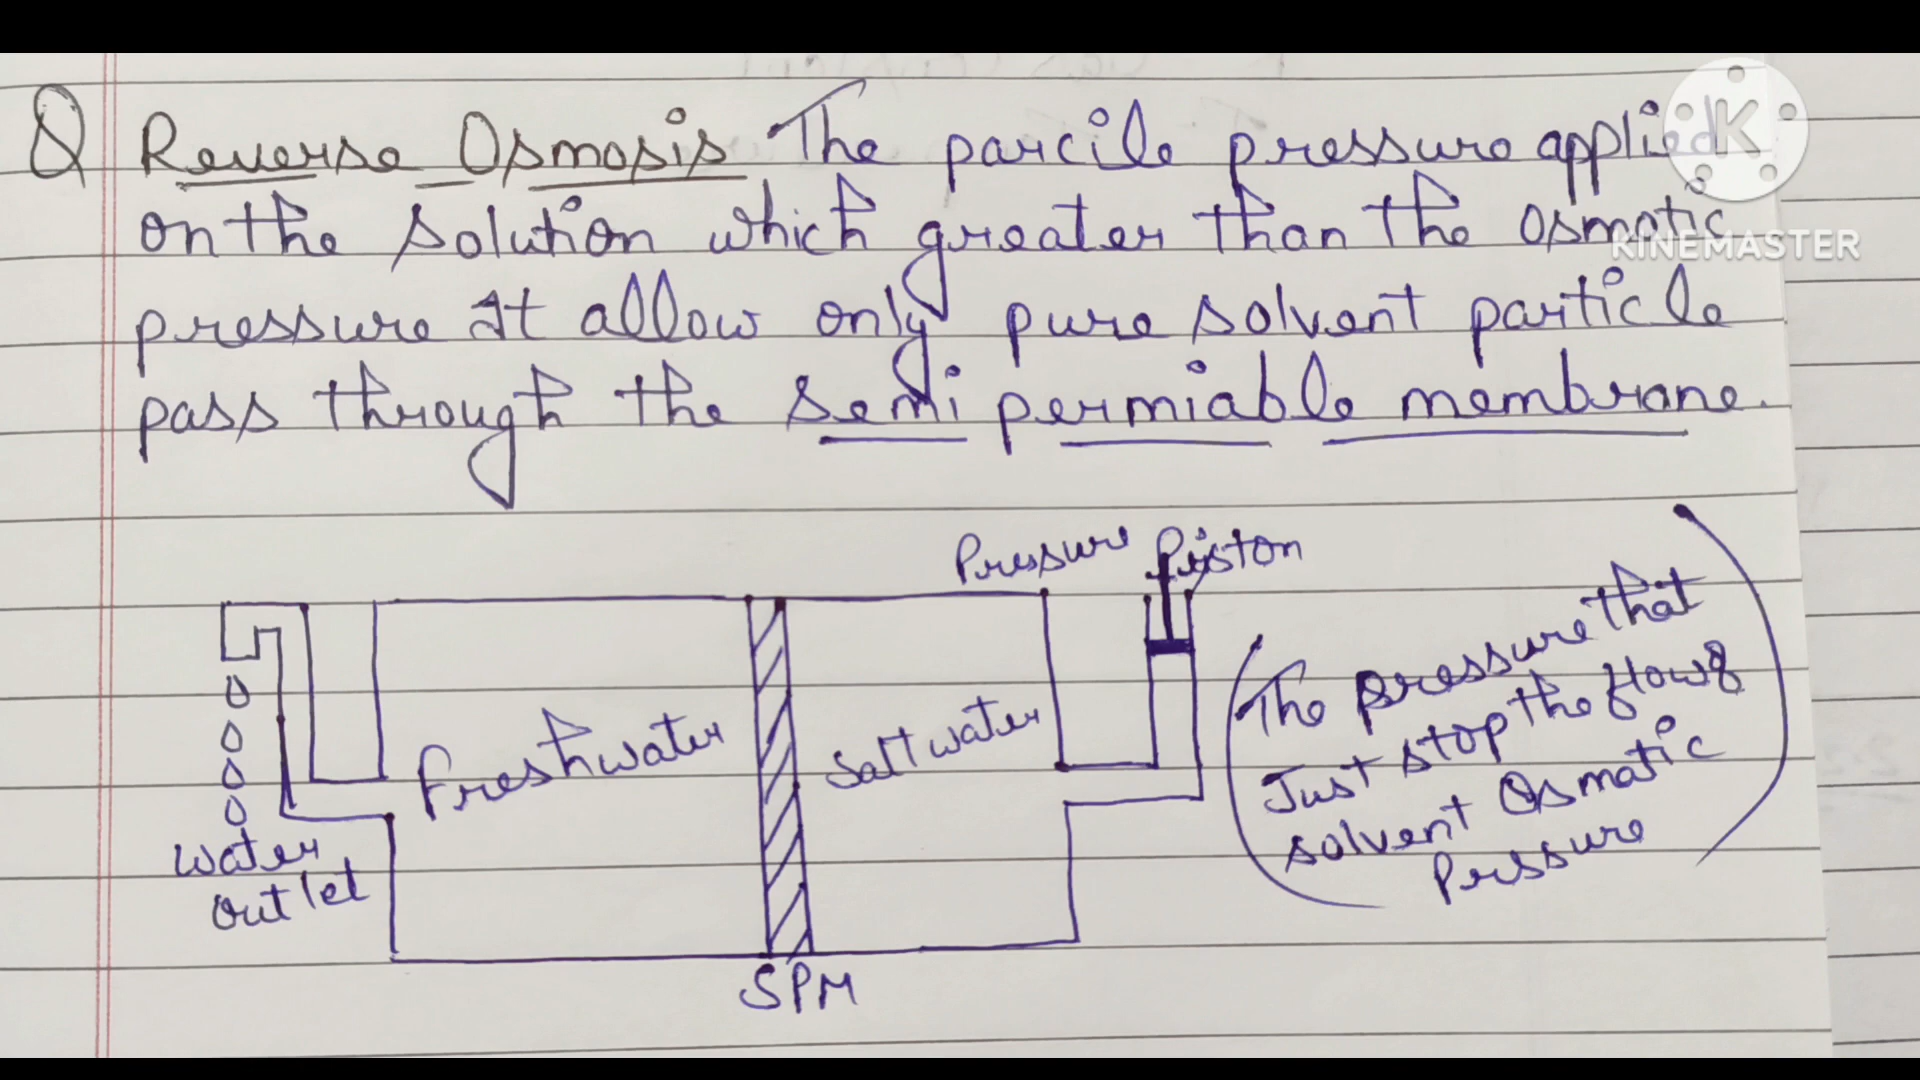 Q Reverse Osmosis The parcile pressure applied
on the solution which greater than the osmotic
KINEMASTER
pressure It allow only pure solvent particle
pass through the semi permiable membrane.
Pressure Piston
Freshwater
Saltwater
water
outlet
SPM
The pressure that
Just stop the flow of
solvent Osmatic
Pressure